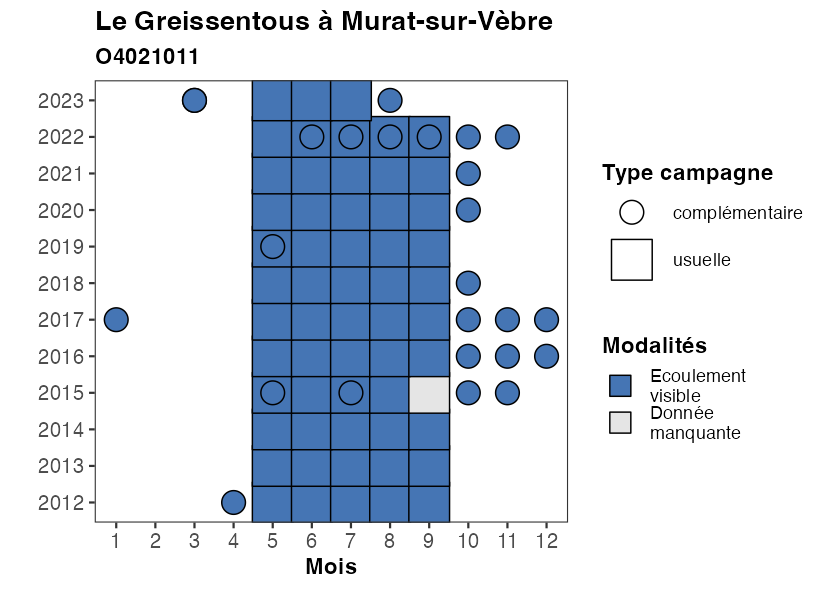 Le Greissentous à Murat-sur-Vèbre
O4021011
2023
2022
2021
2020
2019
2018
2017
2016
2015
2014
2013
2012
1 2 3 4 5 6 7 8 9 10 11 12
Mois
Type campagne
complémentaire
usuelle
Modalités
Ecoulement
visible
Donnée
manquante